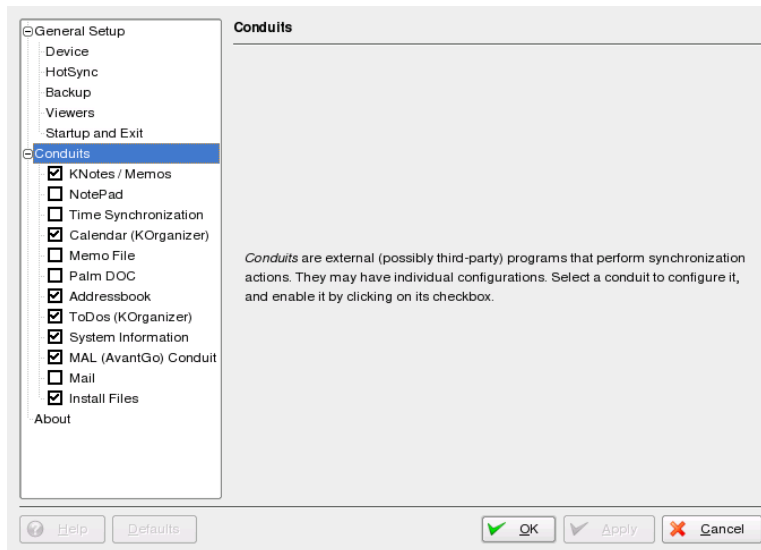 General Setup
Device
HotSync
Backup
Viewers
Startup and Exit
Conduits
KNotes / Memos
NotePad
Time Synchronization
Calendar (KOrganizer)
Memo File
Palm DOC
Addressbook
ToDos (KOrganizer)
System Information
MAL (AvantGo) Conduit
Mail
Install Files
About
Conduits
Conduits are external (possibly third-party) programs that perform synchronization
actions. They may have individual configurations. Select a conduit to configure it,
and enable it by clicking on its checkbox.
Help
Defaults
OK
Apply
Cancel